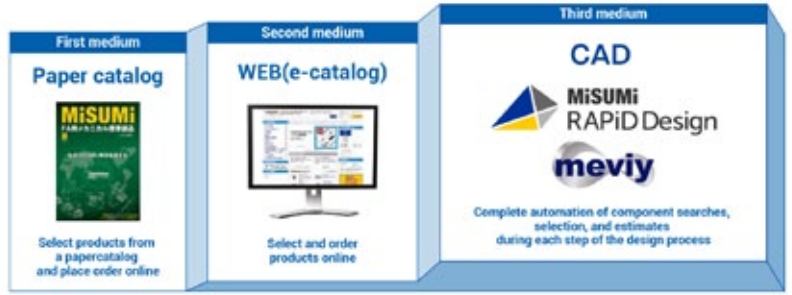 First medium
Paper catalog
MiSUMi
Select products from
a papercatalog
and place order online
Second medium
WEB(e-catalog)
Select and order
products online
Third medium
CAD
MiSUMi
RAPiD Design
meviy
Complete automation of component searches,
selection, and estimates
during each step of the design process